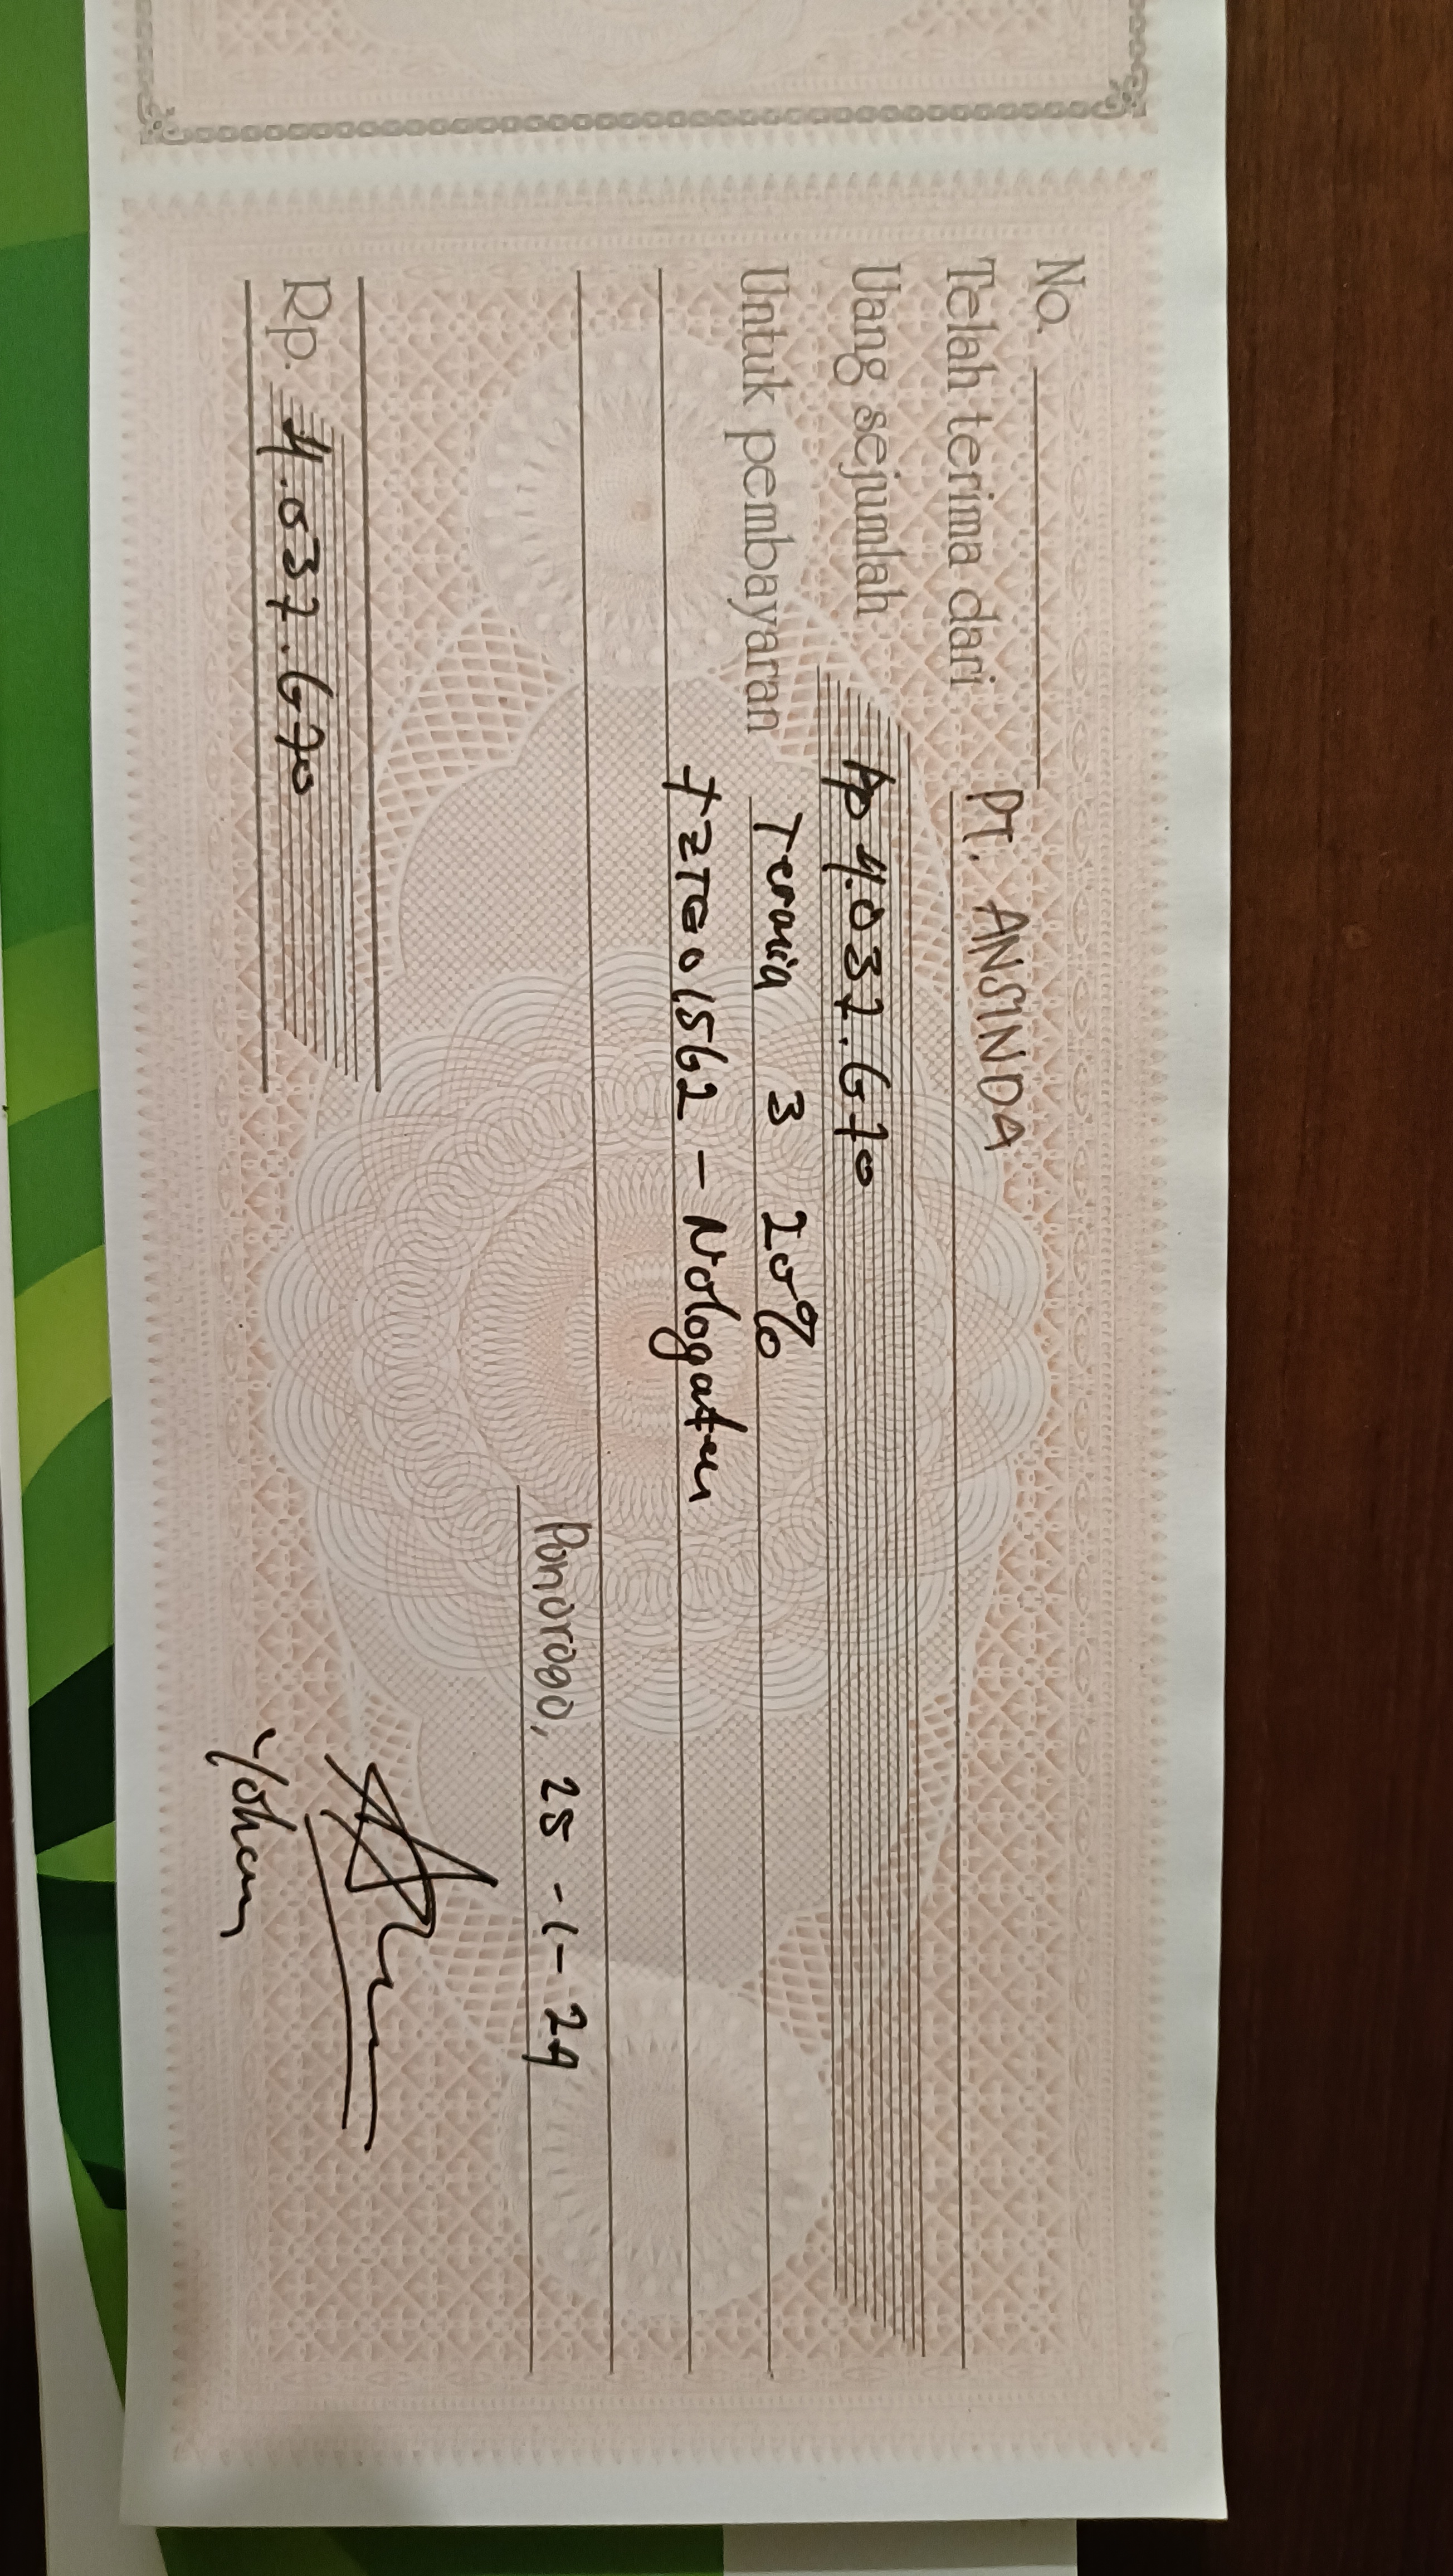 No.
Telah terima dari PT. ANSINDA
Uang sejumlah Rp 4.037.670
Untuk pembayaran Termin 3 20%
TZTG01562 - Nologaten
Ponorogo, 25 -1- 24
Rp. 4.037.670
Yohan